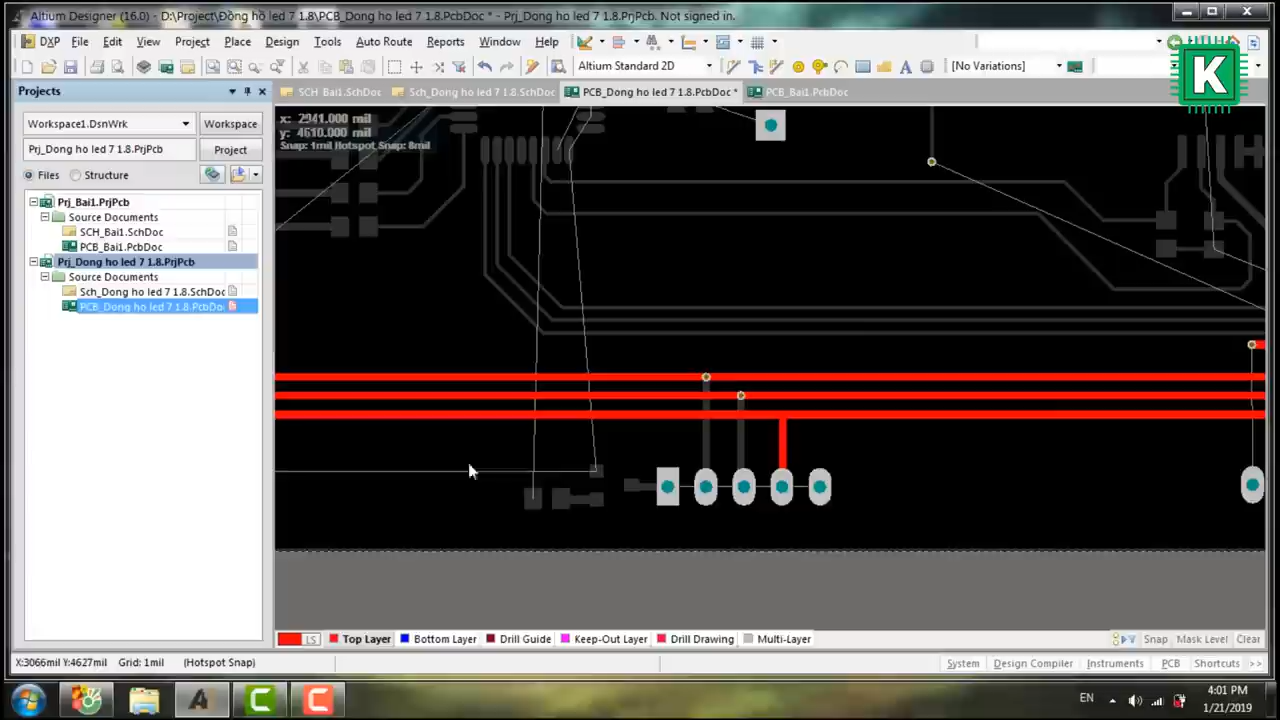 Altium Designer (16.0) - D:\Project\Đồng hồ led 7 1.8\PCB_Dong ho led 7 1.8.PcbDoc * - Prj_Dong ho led 7 1.8.PrjPcb. Not signed in.
DXP File Edit View Project Place Design Tools Auto Route Reports Window Help
Altium Standard 2D [No Variations]
K
Projects
SCH_Bai1.SchDoc Sch_Dong ho led 7 1.8.SchDoc PCB_Dong ho led 7 1.8.PcbDoc * PCB_Bai1.PcbDoc
Workspace1.DsnWrk Workspace
Prj_Dong ho led 7 1.8.PrjPcb Project
Files Structure
Prj_Bai1.PrjPcb
Source Documents
SCH_Bai1.SchDoc
PCB_Bai1.PcbDoc
Prj_Dong ho led 7 1.8.PrjPcb
Source Documents
Sch_Dong ho led 7 1.8.SchDoc
PCB_Dong ho led 7 1.8.PcbDo
x: 2941.000 mil
y: 4610.000 mil
Snap: 1mil Hotspot Snap: 8mil
LS Top Layer Bottom Layer Drill Guide Keep-Out Layer Drill Drawing Multi-Layer Snap Mask Level Clear
X:3066mil Y:4627mil Grid: 1mil (Hotspot Snap) System Design Compiler Instruments PCB Shortcuts >>
EN
4:01 PM
1/21/2019